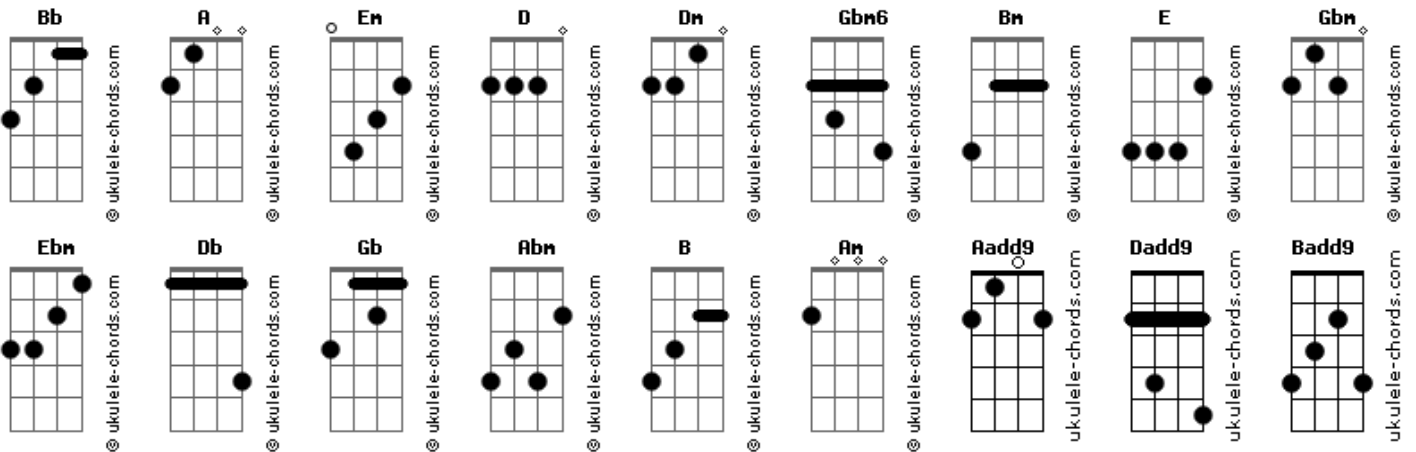 Bb A Em D Dm Gbm6 Bm E Gbm
© ukulele-chords.com © ukulele-chords.com © ukulele-chords.com © ukulele-chords.com © ukulele-chords.com © ukulele-chords.com © ukulele-chords.com © ukulele-chords.com © ukulele-chords.com
Ebm Db Gb Abm B Am Aadd9 Dadd9 Badd9
© ukulele-chords.com © ukulele-chords.com © ukulele-chords.com © ukulele-chords.com © ukulele-chords.com © ukulele-chords.com ukulele-chords.com ukulele-chords.com ukulele-chords.com